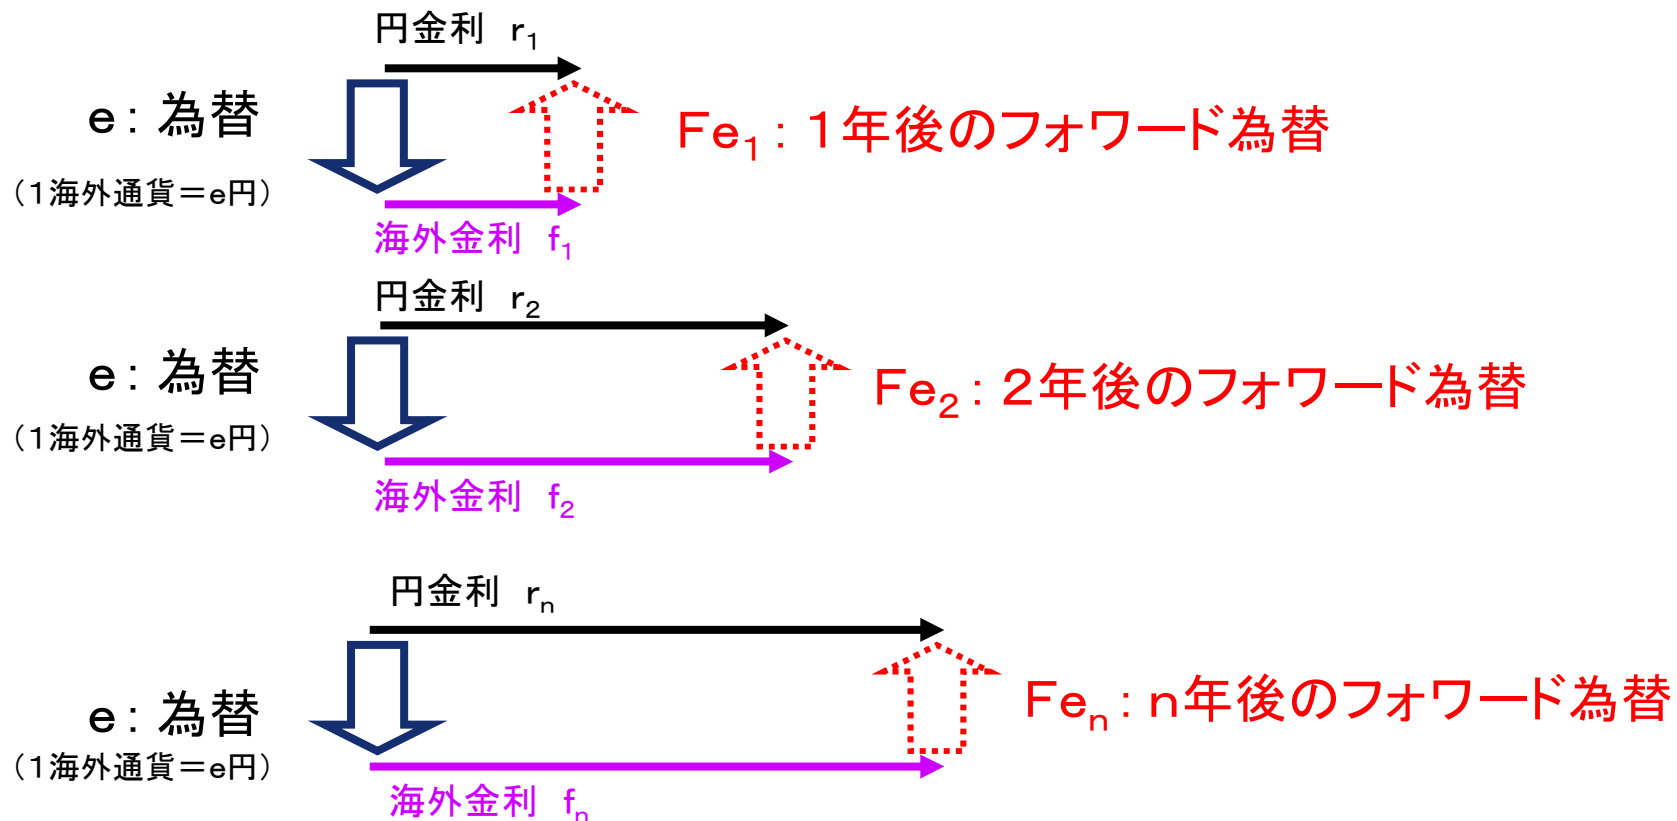 円金利 r₁
e：為替
Fe₁：１年後のフォワード為替
（１海外通貨＝e円）
海外金利 f₁
円金利 r₂
e：為替
Fe₂：２年後のフォワード為替
（１海外通貨＝e円）
海外金利 f₂
円金利 rₙ
e：為替
Feₙ：n年後のフォワード為替
（１海外通貨＝e円）
海外金利 fₙ